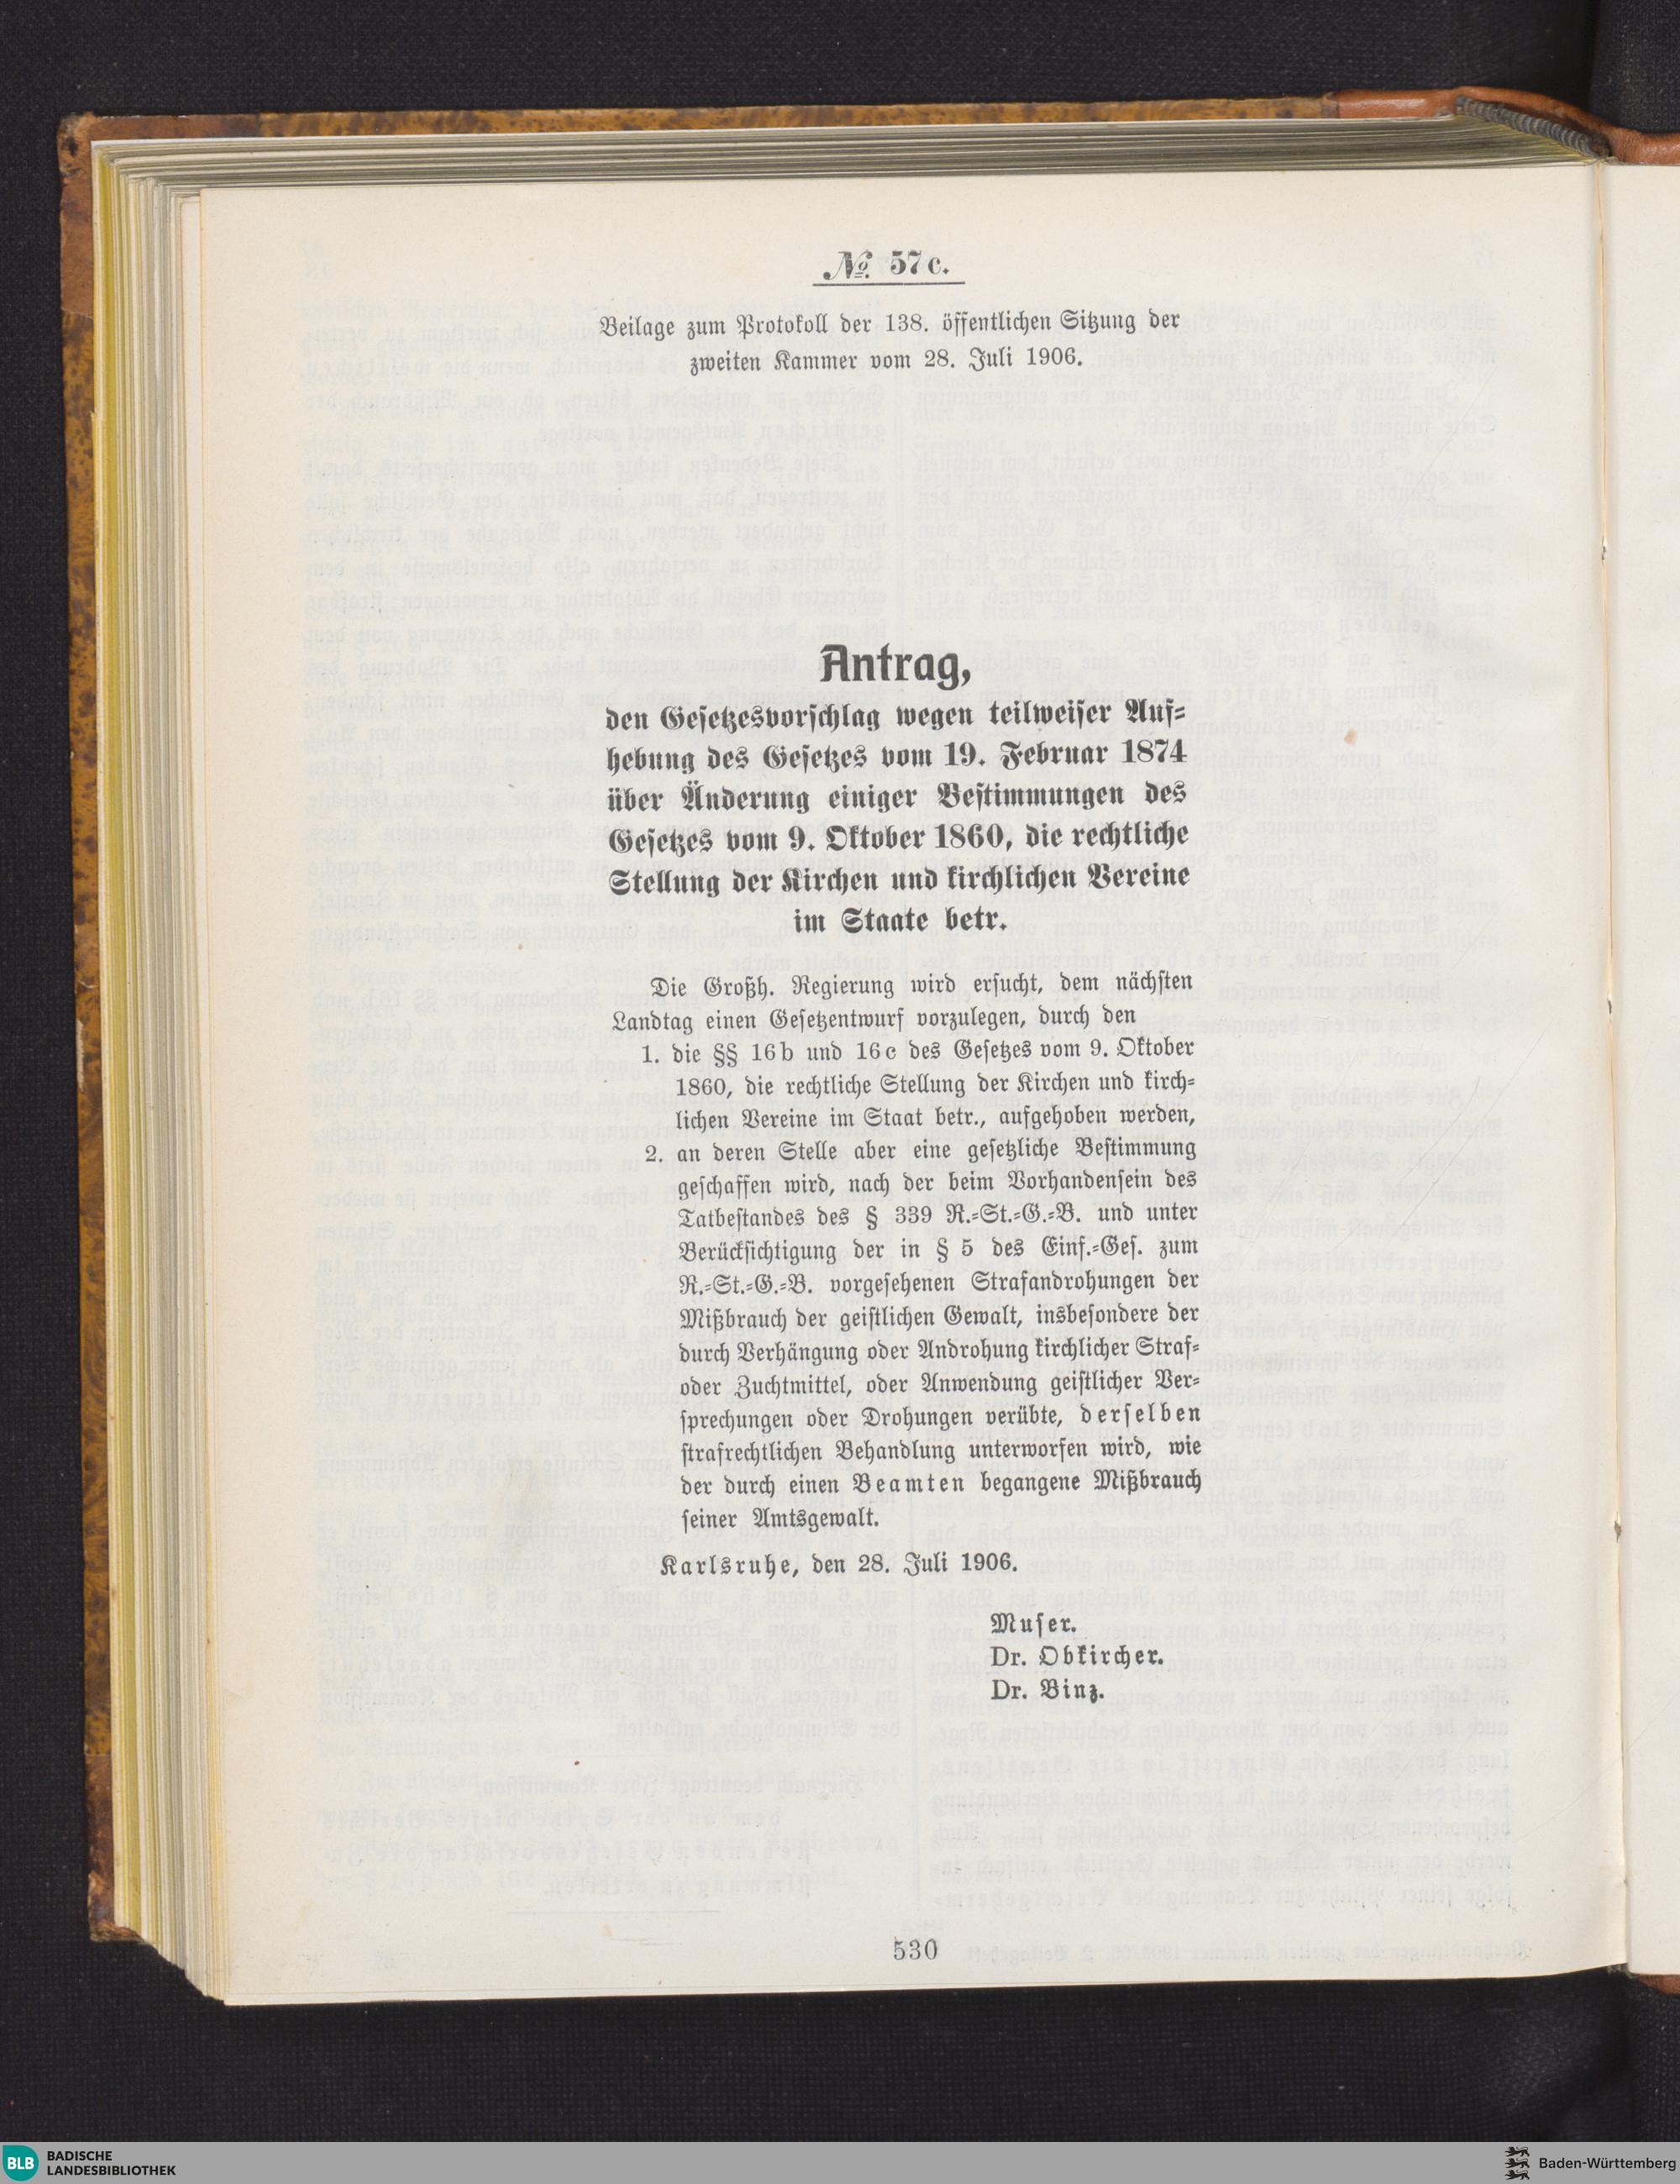 № 57c.
Beilage zum Protokoll der 138. öffentlichen Sitzung der
zweiten Kammer vom 28. Juli 1906.
Antrag,
den Gesetzesvorschlag wegen teilweiser Auf-
hebung des Gesetzes vom 19. Februar 1874
über Änderung einiger Bestimmungen des
Gesetzes vom 9. Oktober 1860, die rechtliche
Stellung der Kirchen und kirchlichen Vereine
im Staate betr.
Die Großh. Regierung wird ersucht, dem nächsten
Landtag einen Gesetzentwurf vorzulegen, durch den
1. die §§ 16b und 16c des Gesetzes vom 9. Oktober
1860, die rechtliche Stellung der Kirchen und kirch-
lichen Vereine im Staat betr., aufgehoben werden,
2. an deren Stelle aber eine gesetzliche Bestimmung
geschaffen wird, nach der beim Vorhandensein des
Tatbestandes des § 339 R.-St.-G.-B. und unter
Berücksichtigung der in § 5 des Einf.-Ges. zum
R.-St.-G.-B. vorgesehenen Strafandrohungen der
Mißbrauch der geistlichen Gewalt, insbesondere der
durch Verhängung oder Androhung kirchlicher Straf-
oder Zuchtmittel, oder Anwendung geistlicher Ver-
sprechungen oder Drohungen verübte, derselben
strafrechtlichen Behandlung unterworfen wird, wie
der durch einen Beamten begangene Mißbrauch
seiner Amtsgewalt.
Karlsruhe, den 28. Juli 1906.
Muser.
Dr. Obkircher.
Dr. Binz.
530
BLB BADISCHE
LANDESBIBLIOTHEK
Baden-Württemberg